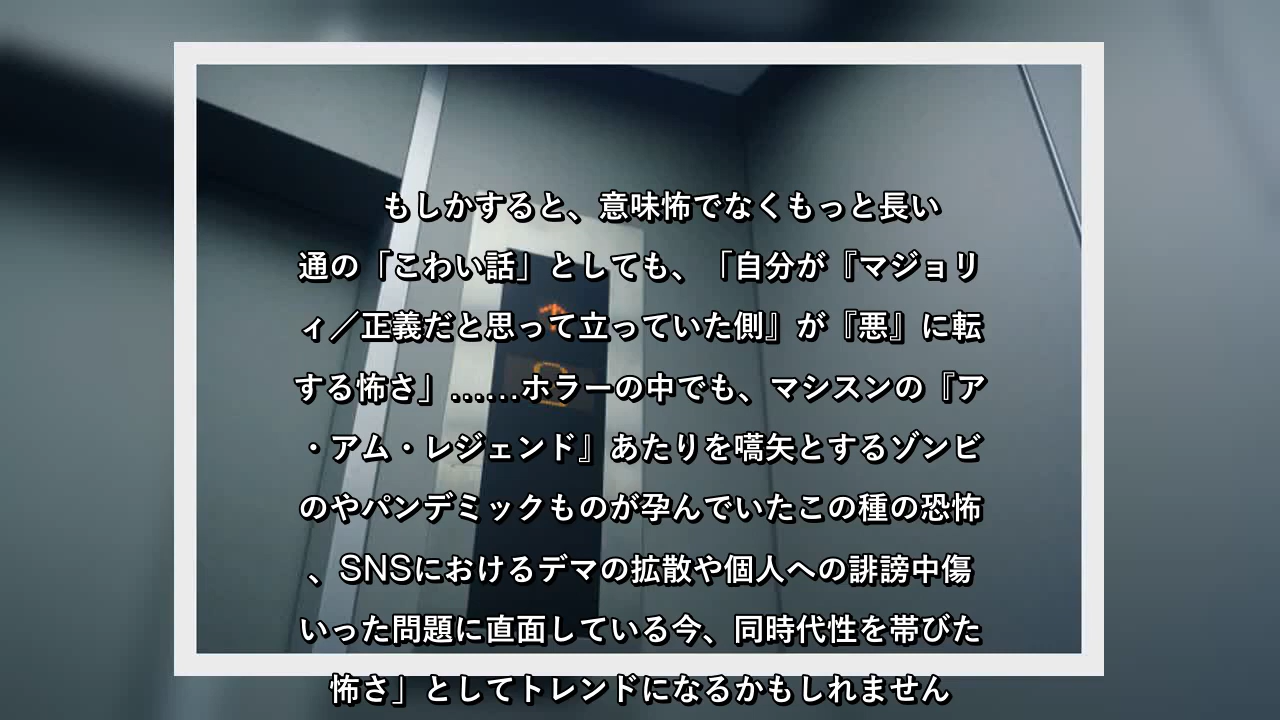 もしかすると、意味怖でなくもっと長い
通の「こわい話」としても、「自分が『マジョリ
ィ／正義だと思って立っていた側』が『悪』に転
する怖さ」……ホラーの中でも、マシスンの『ア
・アム・レジェンド』あたりを嚆矢とするゾンビ
のやパンデミックものが孕んでいたこの種の恐怖
、SNSにおけるデマの拡散や個人への誹謗中傷
いった問題に直面している今、同時代性を帯びた
怖さ」としてトレンドになるかもしれません